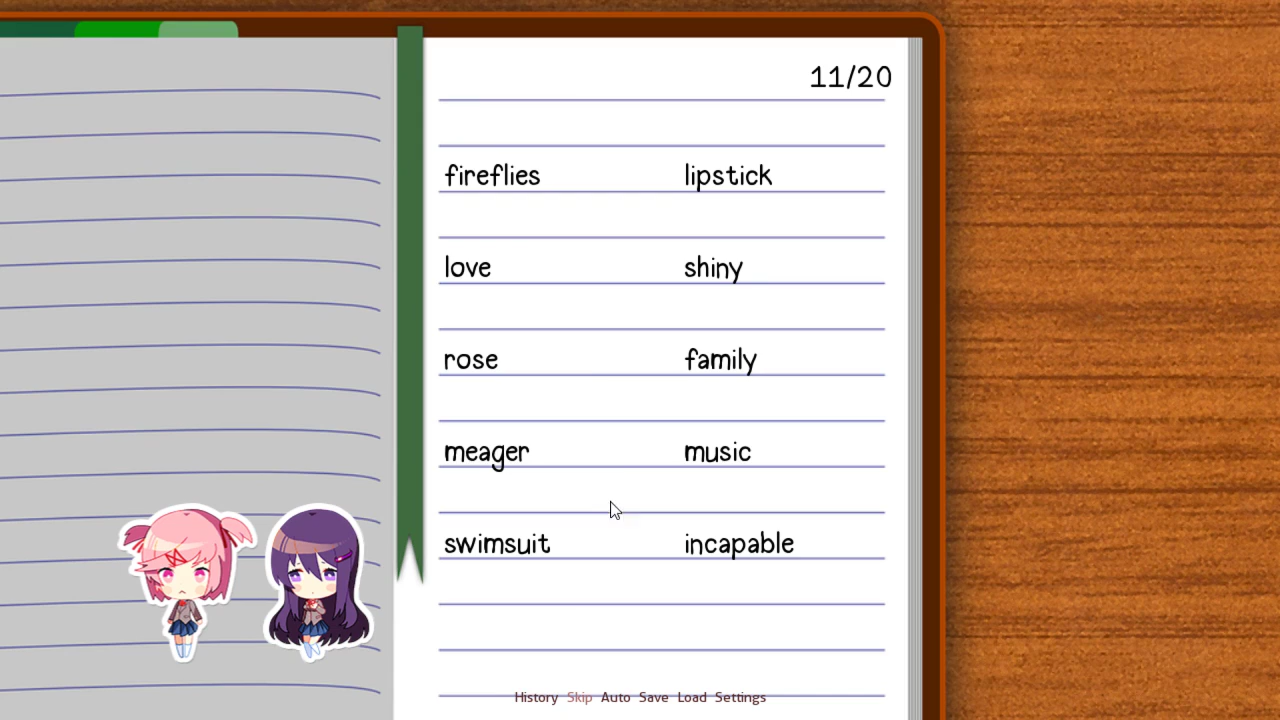 11/20
fireflies lipstick
love shiny
rose family
meager music
swimsuit incapable
History Skip Auto Save Load Settings